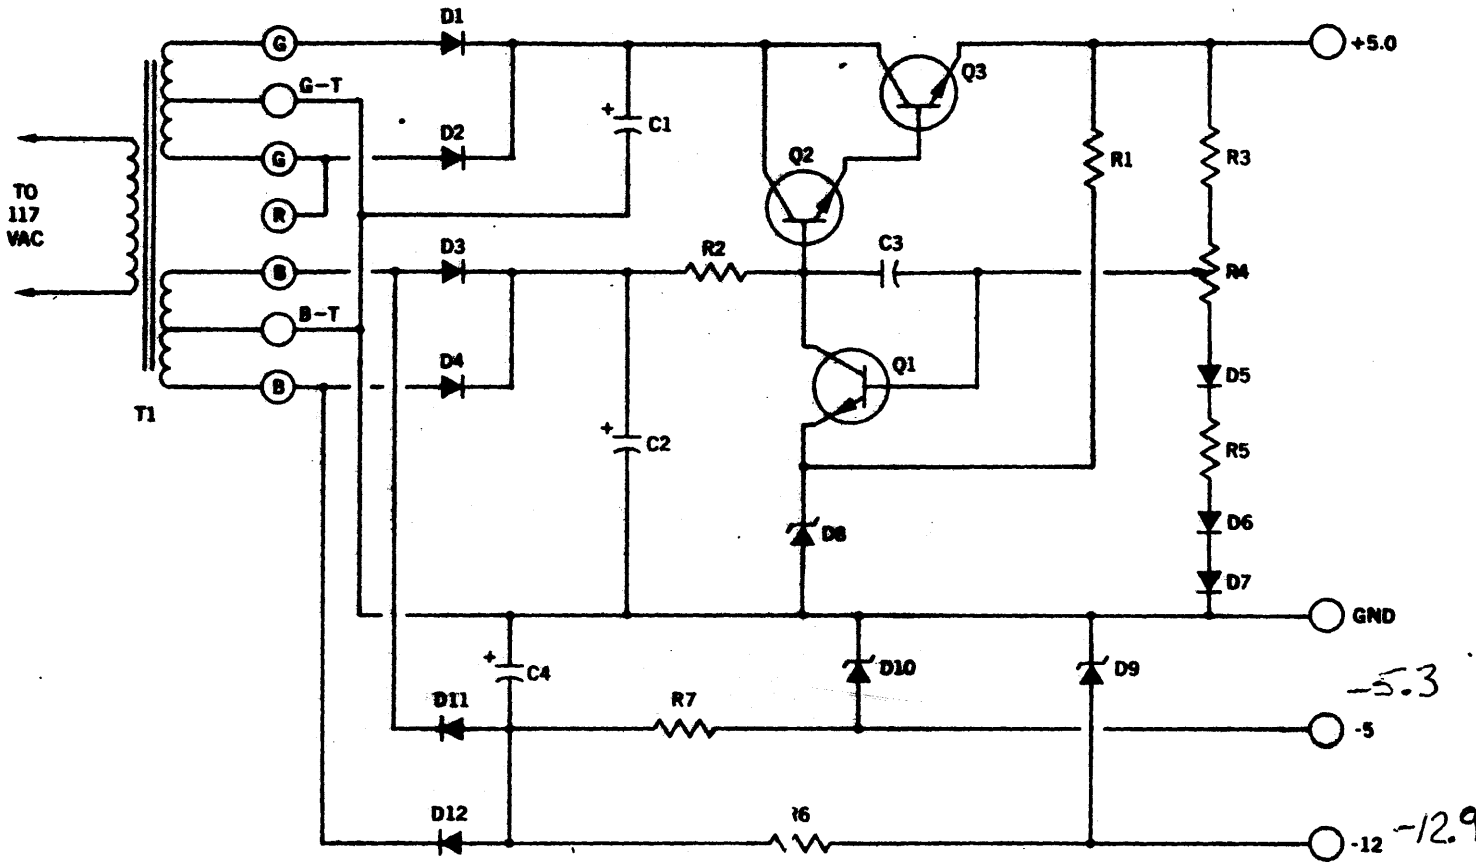 D1
G
+5.0
Q3
G-T
+
C1
D2
G
Q2
R1
R3
TO
117
VAC
R
D3
B
R2
C3
R4
B-T
D4
B
Q1
D5
T1
+
C2
R5
D8
D6
D7
GND
+
C4
D10
D9
-5.3
D11
R7
-5
D12
-12
-12.9